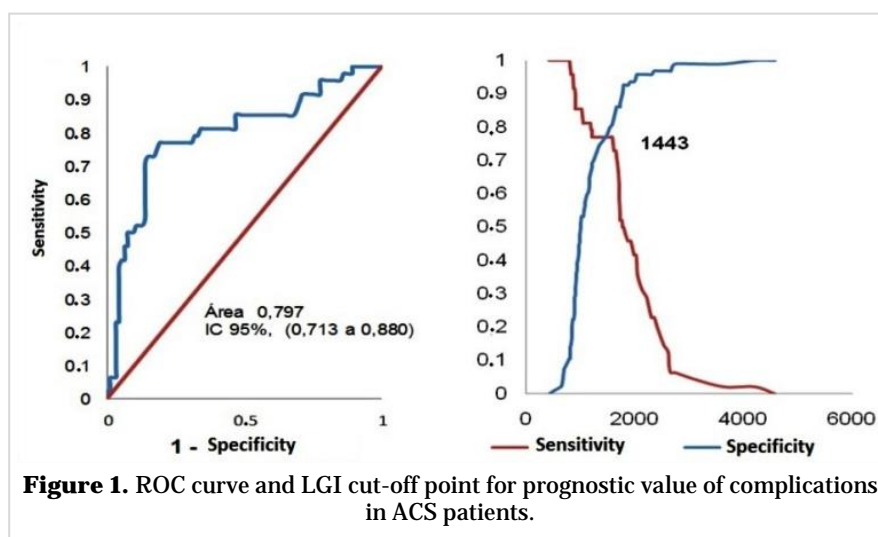 1
0.9
0.8
0.7
0.6
0.5
0.4
0.3
0.2
0.1
0
Sensitivity
Área 0,797
IC 95%, (0,713 a 0,880)
0 0.5 1
1 - Specificity
1
0.9
0.8
0.7
0.6
0.5
0.4
0.3
0.2
0.1
0
1443
0 2000 4000 6000
Sensitivity Specificity
Figure 1. ROC curve and LGI cut-off point for prognostic value of complications
in ACS patients.